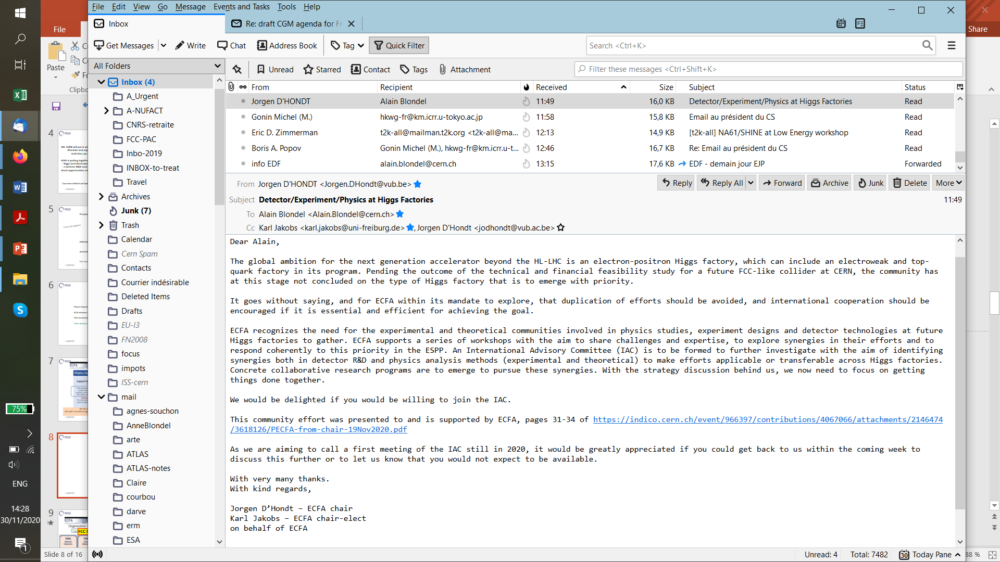 File Edit View Go Message Events and Tasks Tools Help
Inbox
Re: draft CGM agenda for Fr
File
Share
Get Messages Write Chat Address Book Tag Quick Filter
Search <Ctrl+K>
Paste
Clipbo
All Folders
Unread Starred Contact Tags Attachment
Filter these messages <Ctrl+Shift+K>
From Recipient Received Size Subject Status
Jorgen D'HONDT Alain Blondel 11:49 16,0 KB Detector/Experiment/Physics at Higgs Factories Read
Gonin Michel (M.) hkwg-fr@km.icrr.u-tokyo.ac.jp 11:58 15,8 KB Email au président du CS Read
Eric D. Zimmerman t2k-all@mailman.t2k.org <t2k-all@ma... 12:13 14,9 KB [t2k-all] NA61/SHINE at Low Energy workshop Read
Boris A. Popov Gonin Michel (M.), hkwg-fr@km.icrr.u-t... 12:46 16,7 KB Re: Email au président du CS Read
info EDF alain.blondel@cern.ch 13:15 17,6 KB EDF - demain jour EJP Forwarded
Inbox (4)
A_Urgent
A-NUFACT
CNRS-retraite
FCC-PAC
Inbo-2019
INBOX-to-treat
Travel
Archives
Junk (7)
Trash
Calendar
Cern Spam
Contacts
Courrier indésirable
Deleted Items
Drafts
EU-I3
FN2008
focus
impots
ISS-cern
mail
agnes-souchon
AnneBlondel
arte
ATLAS
ATLAS-notes
Claire
courbou
darve
erm
ESA
From Jorgen D'HONDT <Jorgen.DHondt@vub.be>
Reply Reply All Forward Archive Junk Delete More
Subject Detector/Experiment/Physics at Higgs Factories 11:49
To Alain Blondel <Alain.Blondel@cern.ch>
Cc Karl Jakobs <karl.jakobs@uni-freiburg.de>, Jorgen D'Hondt <jodhondt@vub.ac.be>
Dear Alain,
The global ambition for the next generation accelerator beyond the HL-LHC is an electron-positron Higgs factory, which can include an electroweak and top-
quark factory in its program. Pending the outcome of the technical and financial feasibility study for a future FCC-like collider at CERN, the community has
at this stage not concluded on the type of Higgs factory that is to emerge with priority.
It goes without saying, and for ECFA within its mandate to explore, that duplication of efforts should be avoided, and international cooperation should be
encouraged if it is essential and efficient for achieving the goal.
ECFA recognizes the need for the experimental and theoretical communities involved in physics studies, experiment designs and detector technologies at future
Higgs factories to gather. ECFA supports a series of workshops with the aim to share challenges and expertise, to explore synergies in their efforts and to
respond coherently to this priority in the ESPP. An International Advisory Committee (IAC) is to be formed to further investigate with the aim of identifying
synergies both in detector R&D and physics analysis methods (experimental and theoretical) to make efforts applicable or transferable across Higgs factories.
Concrete collaborative research programs are to emerge to pursue these synergies. With the strategy discussion behind us, we now need to focus on getting
things done together.
We would be delighted if you would be willing to join the IAC.
This community effort was presented to and is supported by ECFA, pages 31-34 of https://indico.cern.ch/event/966397/contributions/4067066/attachments/2146474
/3618126/PECFA-from-chair-19Nov2020.pdf
As we are aiming to call a first meeting of the IAC still in 2020, it would be greatly appreciated if you could get back to us within the coming week to
discuss this further or to let us know that you would not expect to be available.
With very many thanks.
With kind regards,
Jorgen D’Hondt – ECFA chair
Karl Jakobs – ECFA chair-elect
on behalf of ECFA
4
5
6
7
8
9
75%
ENG
14:28
30/11/2020
1
Slide 8 of 16
Unread: 4 Total: 7482 30 Today Pane
88 %